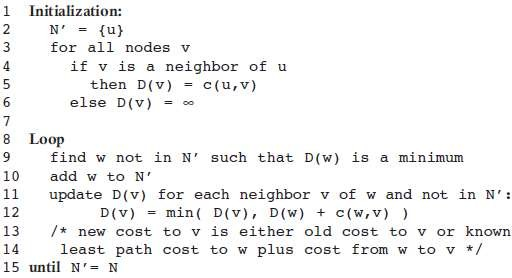 1 Initialization:
2 N’ = {u}
3 for all nodes v
4 if v is a neighbor of u
5 then D(v) = c(u,v)
6 else D(v) = ∞
7
8 Loop
9 find w not in N’ such that D(w) is a minimum
10 add w to N’
11 update D(v) for each neighbor v of w and not in N’:
12 D(v) = min( D(v), D(w) + c(w,v) )
13 /* new cost to v is either old cost to v or known
14 least path cost to w plus cost from w to v */
15 until N’= N